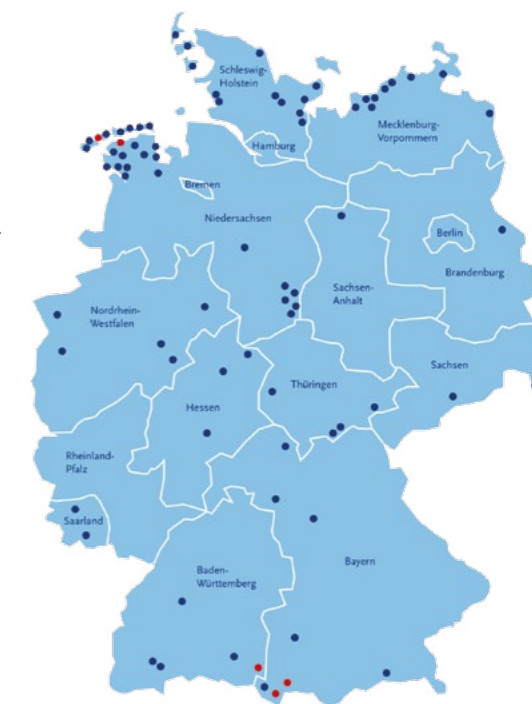 Schleswig-
Holstein
Mecklenburg-
Vorpommern
Hamburg
Bremen
Niedersachsen
Berlin
Brandenburg
Sachsen-
Anhalt
Nordrhein-
Westfalen
Sachsen
Thüringen
Hessen
Rheinland-
Pfalz
Saarland
Bayern
Baden-
Württemberg